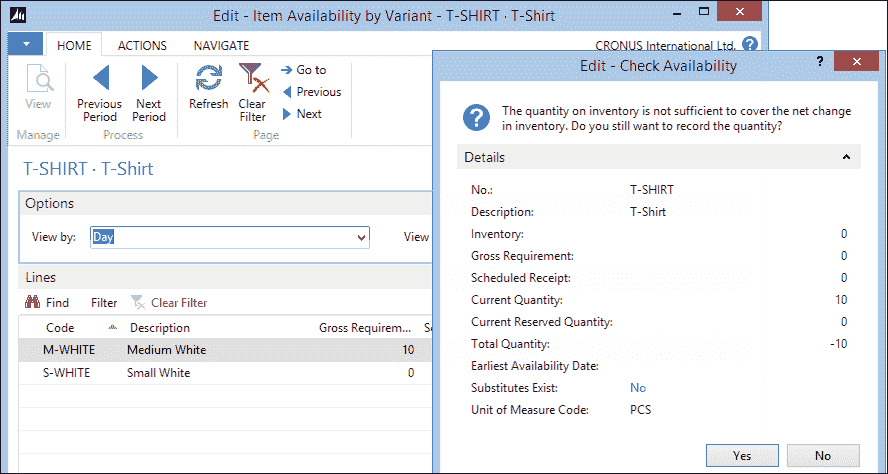 Edit - Item Availability by Variant - T-SHIRT · T-Shirt
HOME ACTIONS NAVIGATE
CRONUS International Ltd.
View
Previous Period
Next Period
Refresh
Clear Filter
Go to
Previous
Next
Manage
Process
Page
T-SHIRT · T-Shirt
Options
View by: Day
View
Lines
Find Filter Clear Filter
Code Description Gross Requirem...
M-WHITE Medium White 10
S-WHITE Small White 0
Edit - Check Availability
?
The quantity on inventory is not sufficient to cover the net change
in inventory. Do you still want to record the quantity?
Details
No.: T-SHIRT
Description: T-Shirt
Inventory: 0
Gross Requirement: 0
Scheduled Receipt: 0
Current Quantity: 10
Current Reserved Quantity: 0
Total Quantity: -10
Earliest Availability Date:
Substitutes Exist: No
Unit of Measure Code: PCS
Yes No